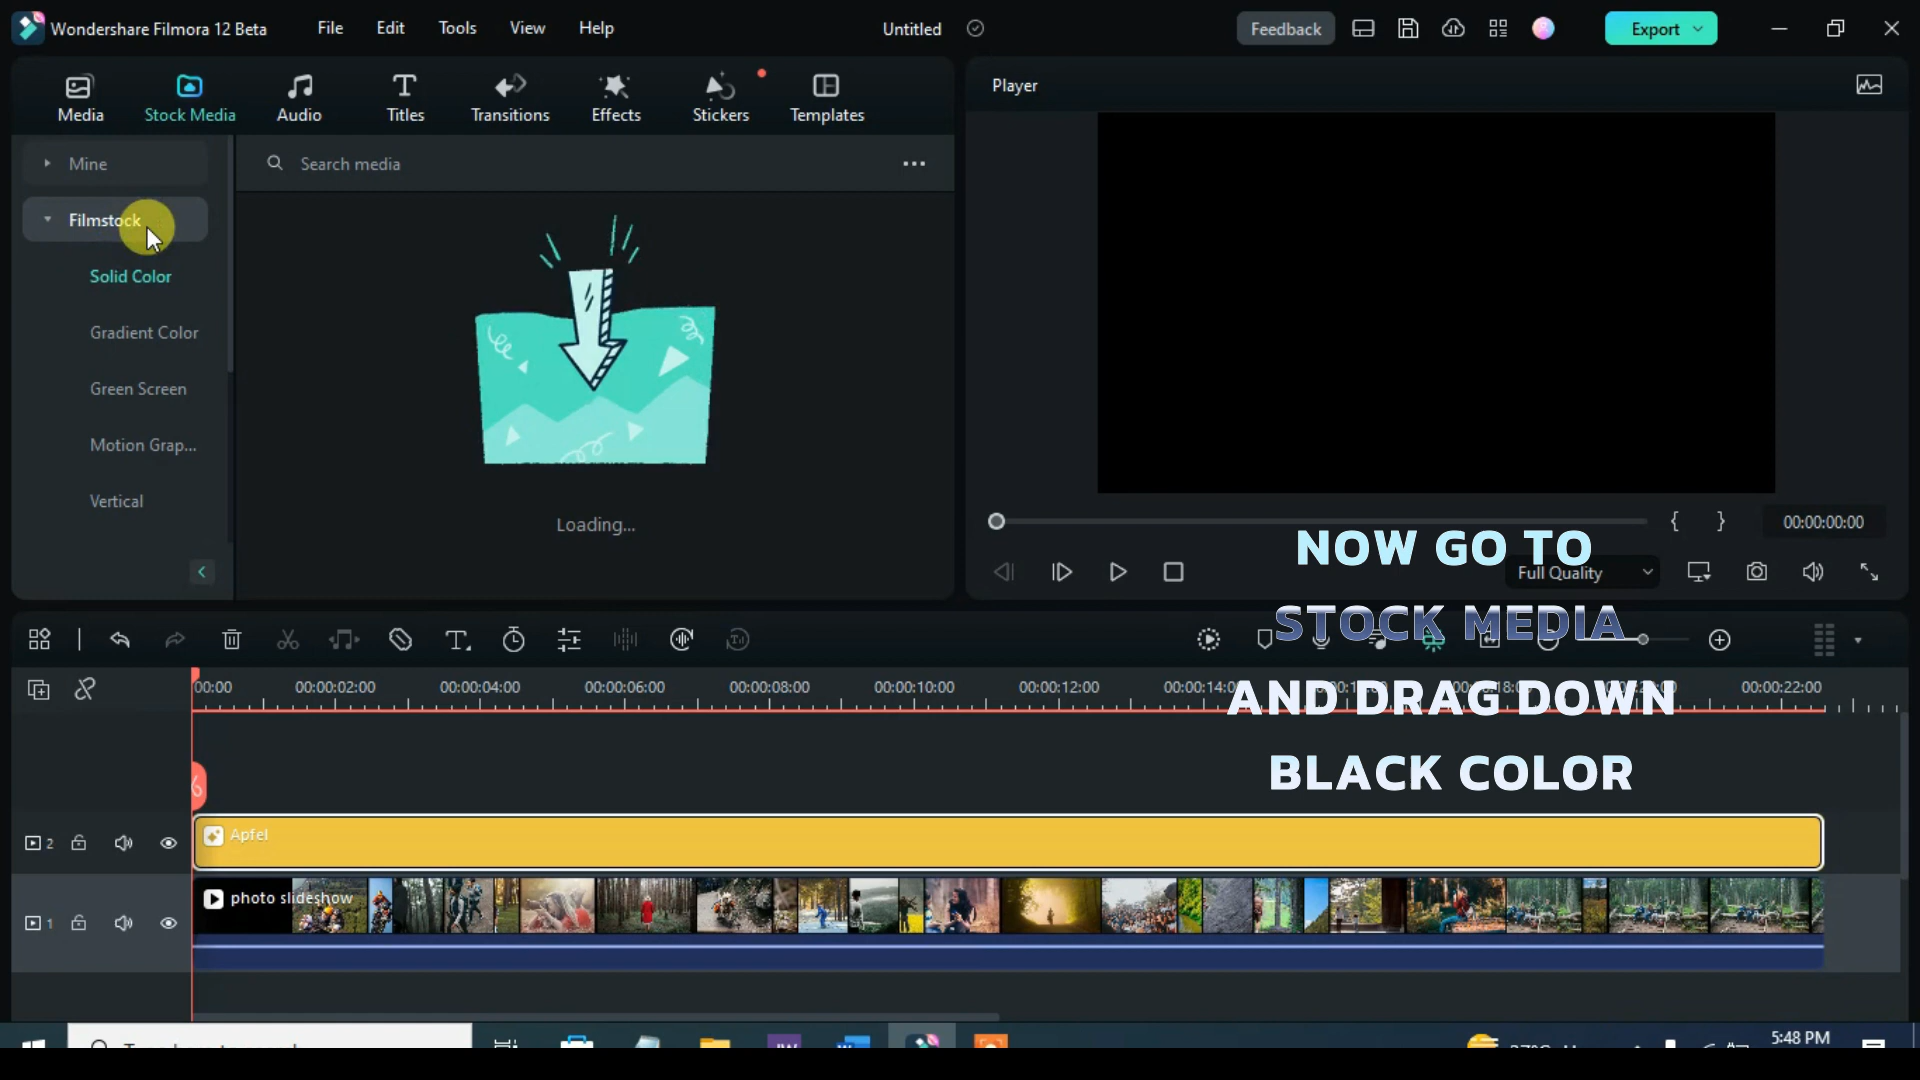 Wondershare Filmora 12 Beta
File
Edit
Tools
View
Help
Untitled
Feedback
Export
Media
Stock Media
Audio
Titles
Transitions
Effects
Stickers
Templates
Player
Mine
Search media
Filmstock
Solid Color
Gradient Color
Green Screen
Motion Grap...
Vertical
Loading...
{ }
00:00:00:00
Full Quality
NOW GO TO
STOCK MEDIA
AND DRAG DOWN
BLACK COLOR
00:00
00:00:02:00
00:00:04:00
00:00:06:00
00:00:08:00
00:00:10:00
00:00:12:00
00:00:22:00
2
Apfel
1
photo slideshow
5:48 PM